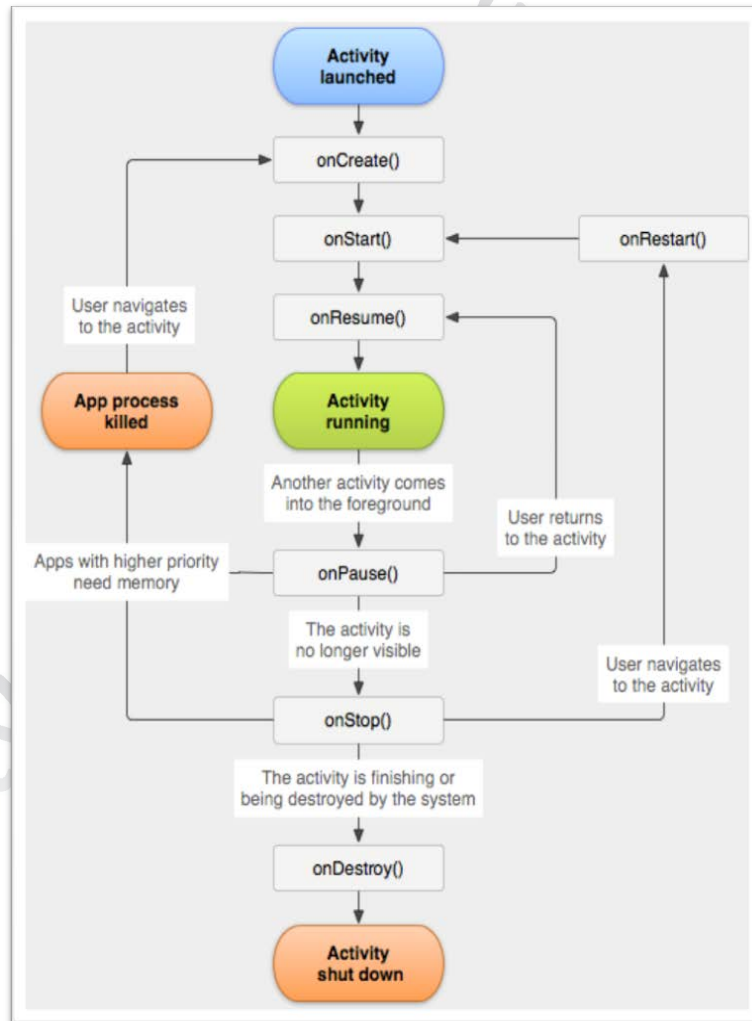 Activity
launched
onCreate()
onStart()
onRestart()
User navigates
to the activity
onResume()
App process
killed
Activity
running
Another activity comes
into the foreground
User returns
to the activity
Apps with higher priority
need memory
onPause()
The activity is
no longer visible
User navigates
to the activity
onStop()
The activity is finishing or
being destroyed by the system
onDestroy()
Activity
shut down